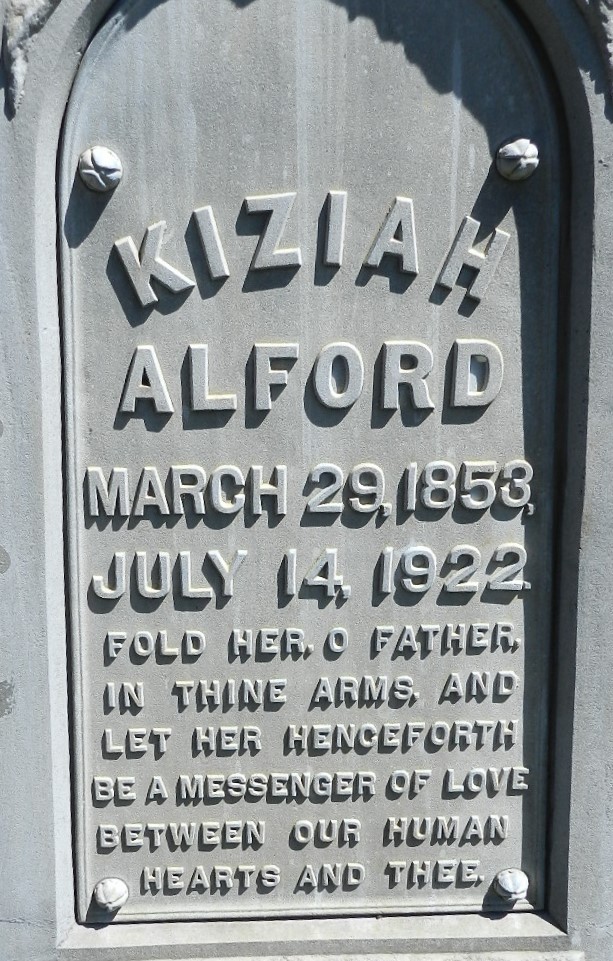 KIZIAH
ALFORD
MARCH 29, 1853,
JULY 14, 1922
FOLD HER, O FATHER,
IN THINE ARMS, AND
LET HER HENCEFORTH
BE A MESSENGER OF LOVE
BETWEEN OUR HUMAN
HEARTS AND THEE.